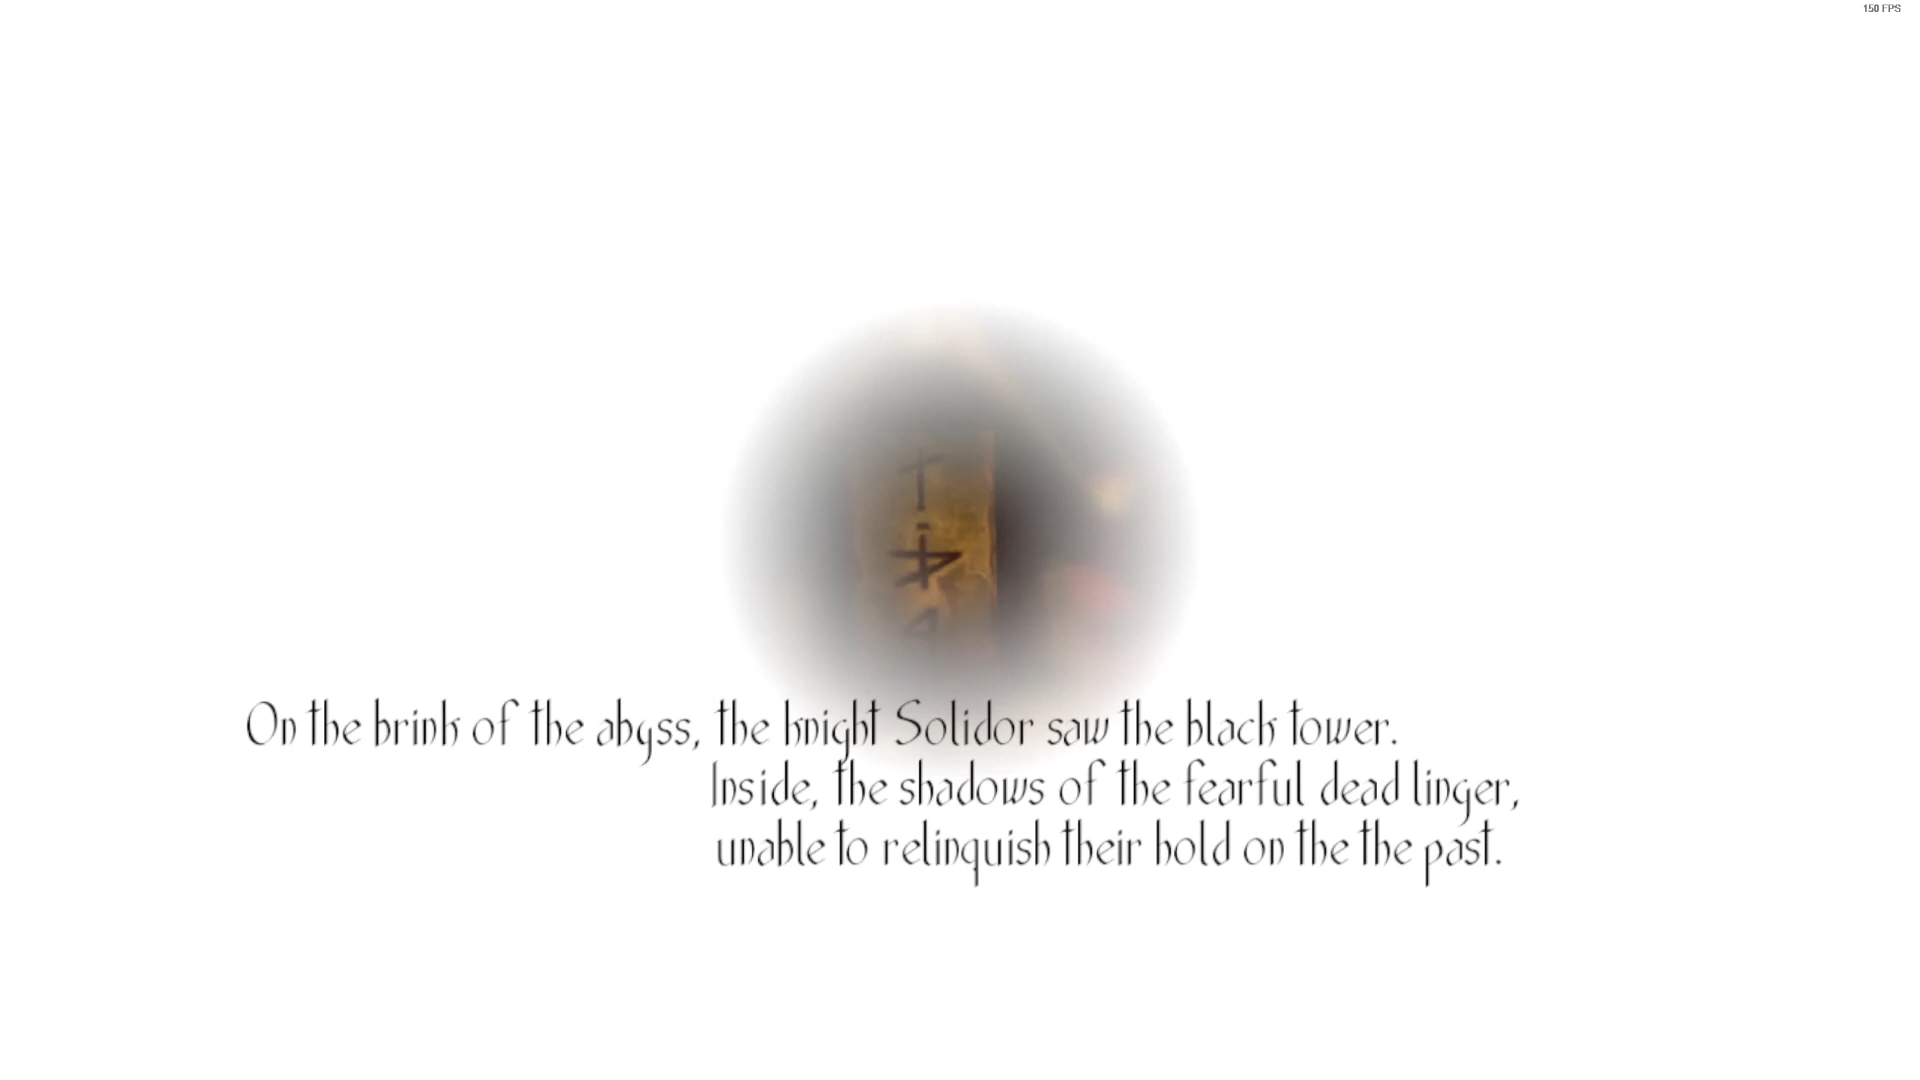 150 FPS
On the brink of the abyss, the knight Solidor saw the black tower.
Inside, the shadows of the fearful dead linger,
unable to relinquish their hold on the the past.